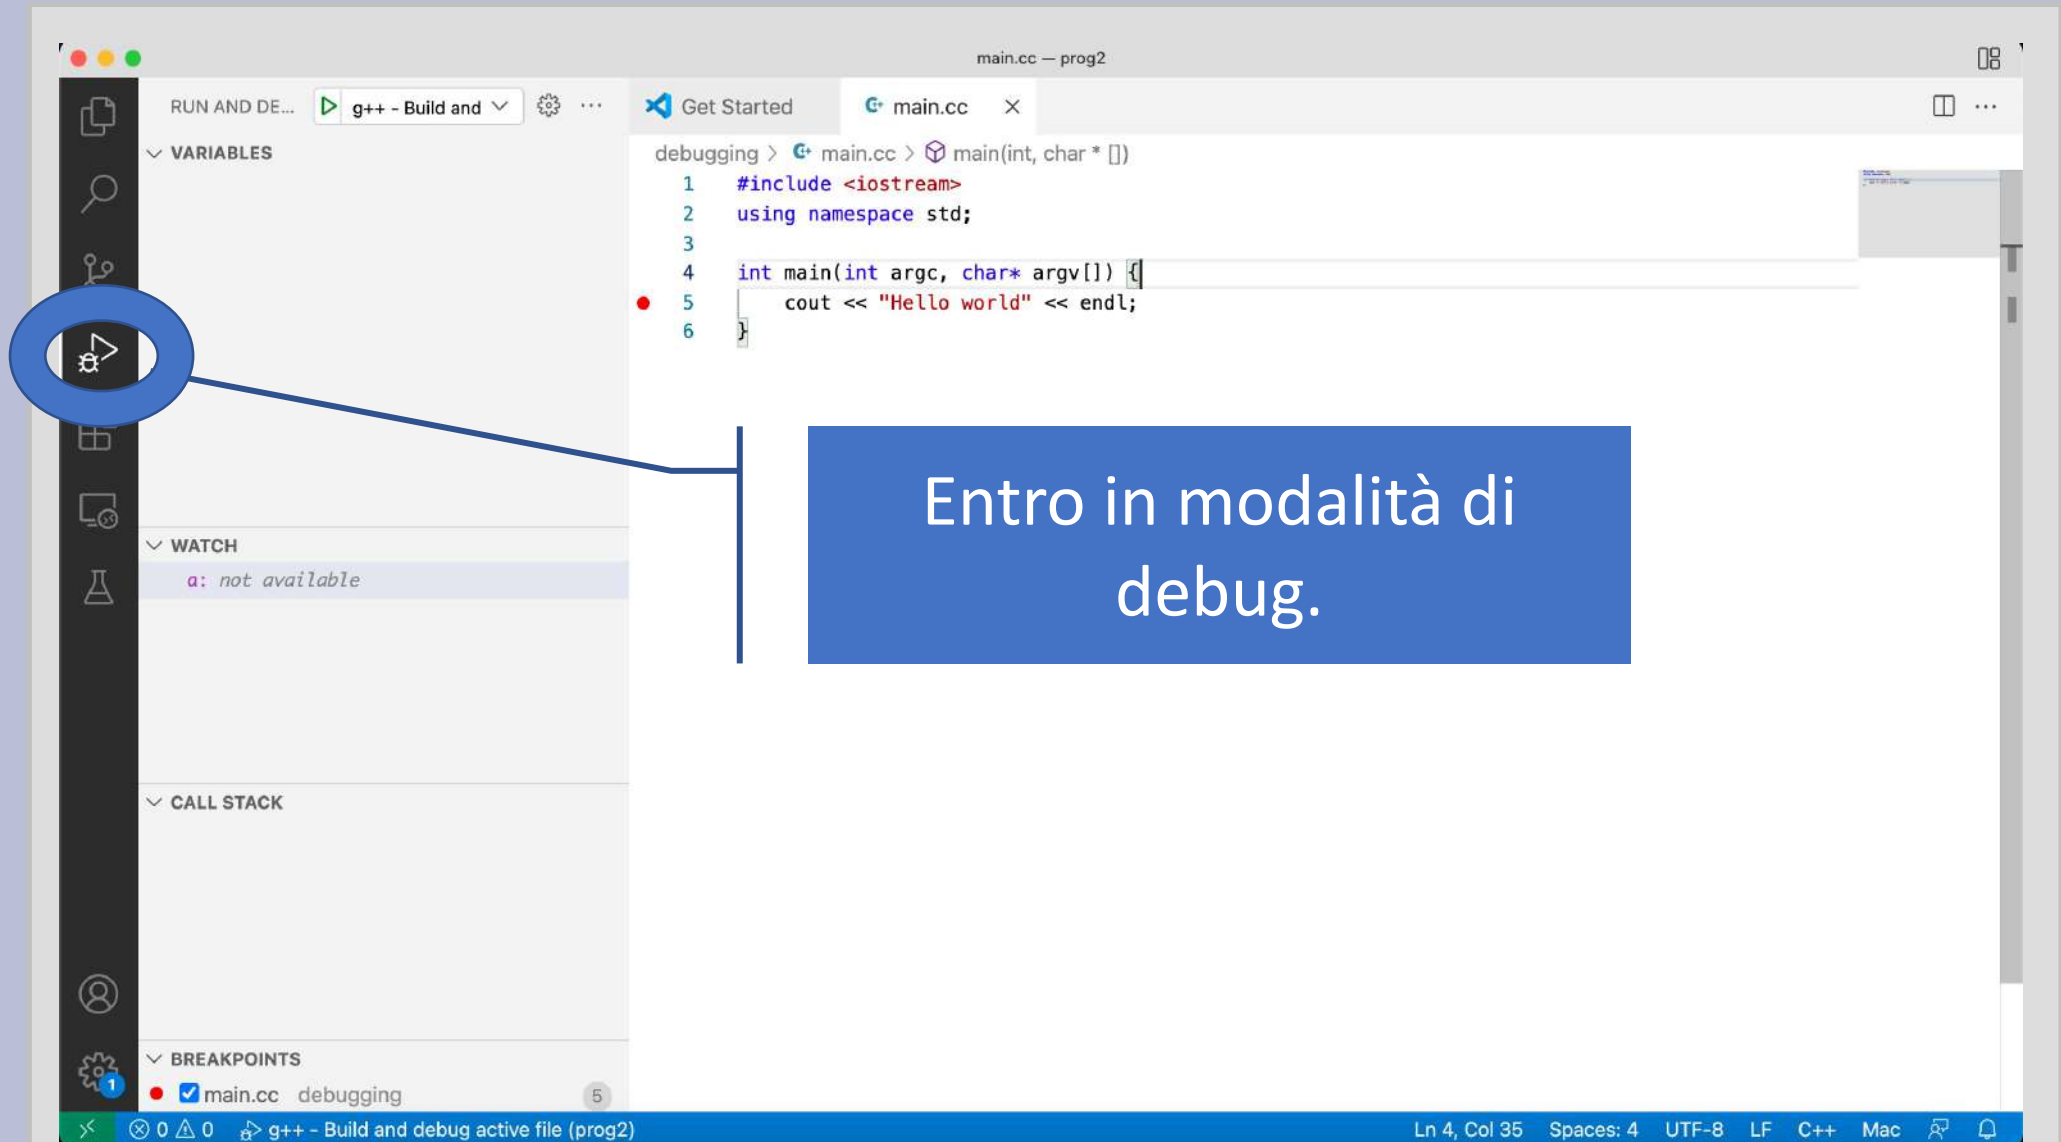 main.cc — prog2
RUN AND DE... g++ - Build and
Get Started main.cc
VARIABLES
debugging > main.cc > main(int, char * [])
1 #include <iostream>
2 using namespace std;
3
4 int main(int argc, char* argv[]) {
5 cout << "Hello world" << endl;
6 }
Entro in modalità di
debug.
WATCH
a: not available
CALL STACK
BREAKPOINTS
main.cc debugging 5
1
0 0 g++ - Build and debug active file (prog2) Ln 4, Col 35 Spaces: 4 UTF-8 LF C++ Mac